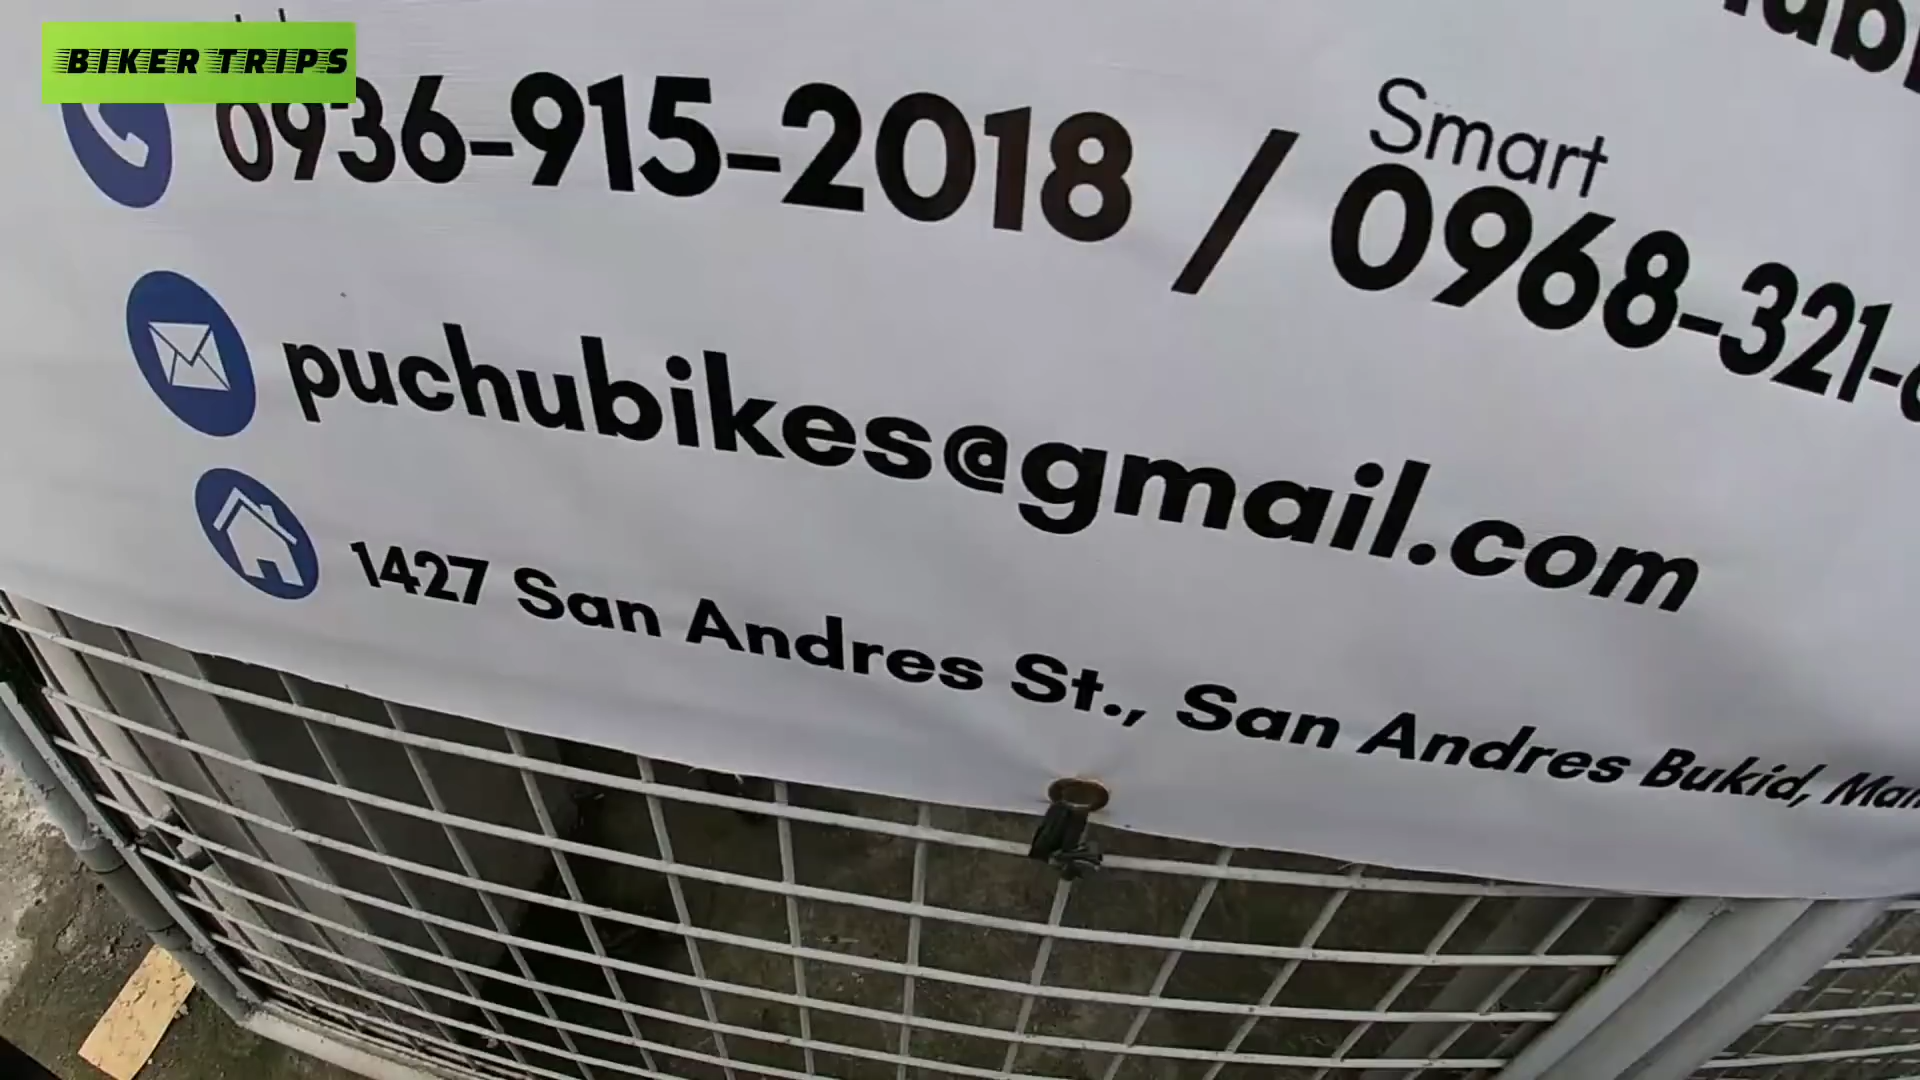 BIKER TRIPS
Smart
0936-915-2018 / 0968-321-
puchubikes@gmail.com
1427 San Andres St., San Andres Bukid,